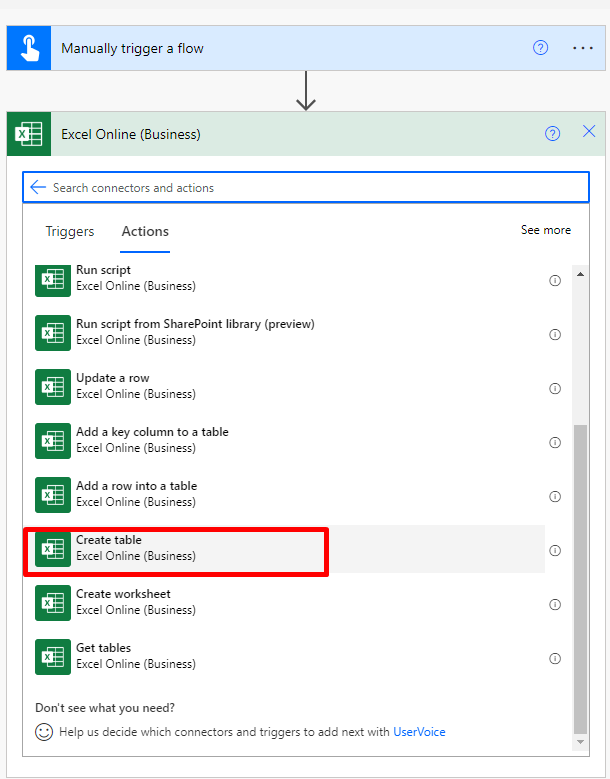 Manually trigger a flow
Excel Online (Business)
Search connectors and actions
Triggers
Actions
See more
Run script
Excel Online (Business)
Run script from SharePoint library (preview)
Excel Online (Business)
Update a row
Excel Online (Business)
Add a key column to a table
Excel Online (Business)
Add a row into a table
Excel Online (Business)
Create table
Excel Online (Business)
Create worksheet
Excel Online (Business)
Get tables
Excel Online (Business)
Don't see what you need?
Help us decide which connectors and triggers to add next with UserVoice